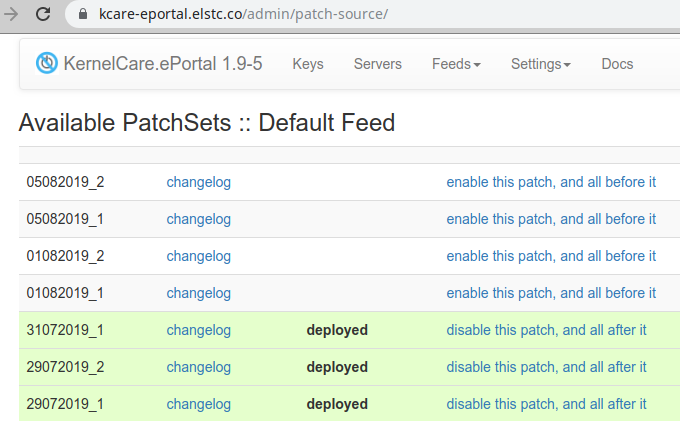 kcare-eportal.elstc.co/admin/patch-source/
KernelCare.ePortal 1.9-5 Keys Servers Feeds Settings Docs
Available PatchSets :: Default Feed
05082019_2 changelog enable this patch, and all before it
05082019_1 changelog enable this patch, and all before it
01082019_2 changelog enable this patch, and all before it
01082019_1 changelog enable this patch, and all before it
31072019_1 changelog deployed disable this patch, and all after it
29072019_2 changelog deployed disable this patch, and all after it
29072019_1 changelog deployed disable this patch, and all after it